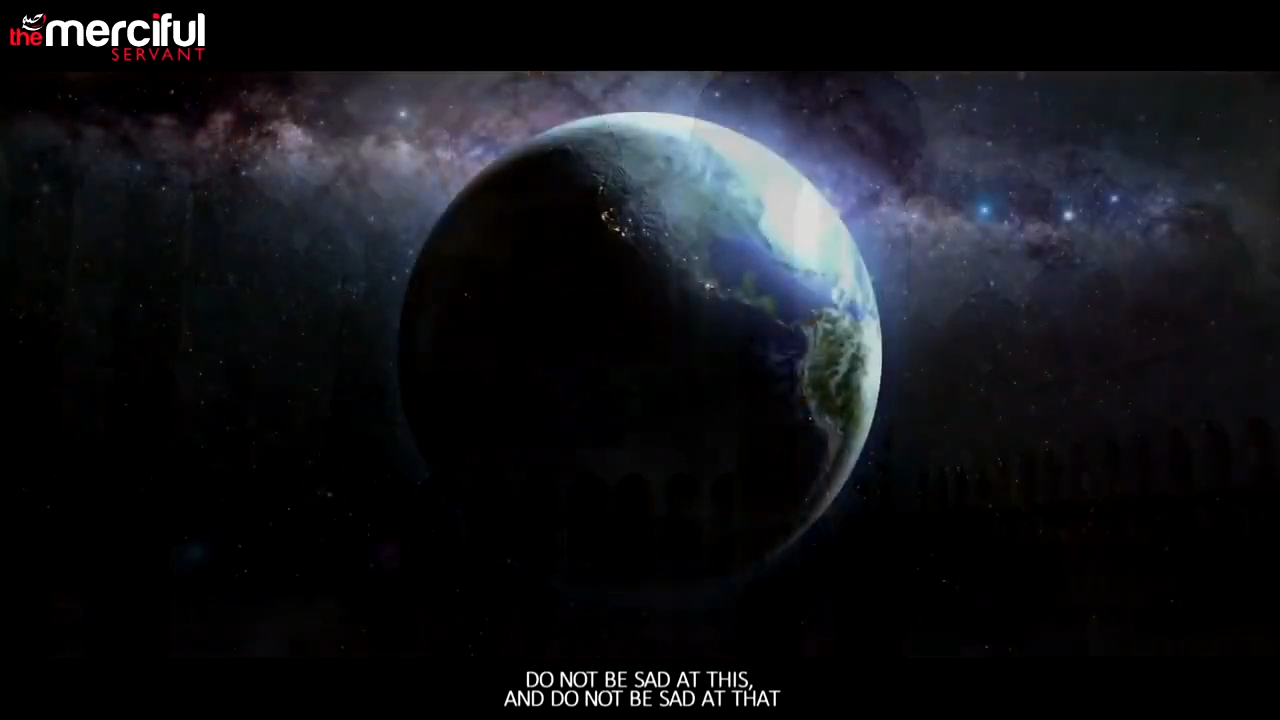 the merciful
SERVANT
DO NOT BE SAD AT THIS,
AND DO NOT BE SAD AT THAT